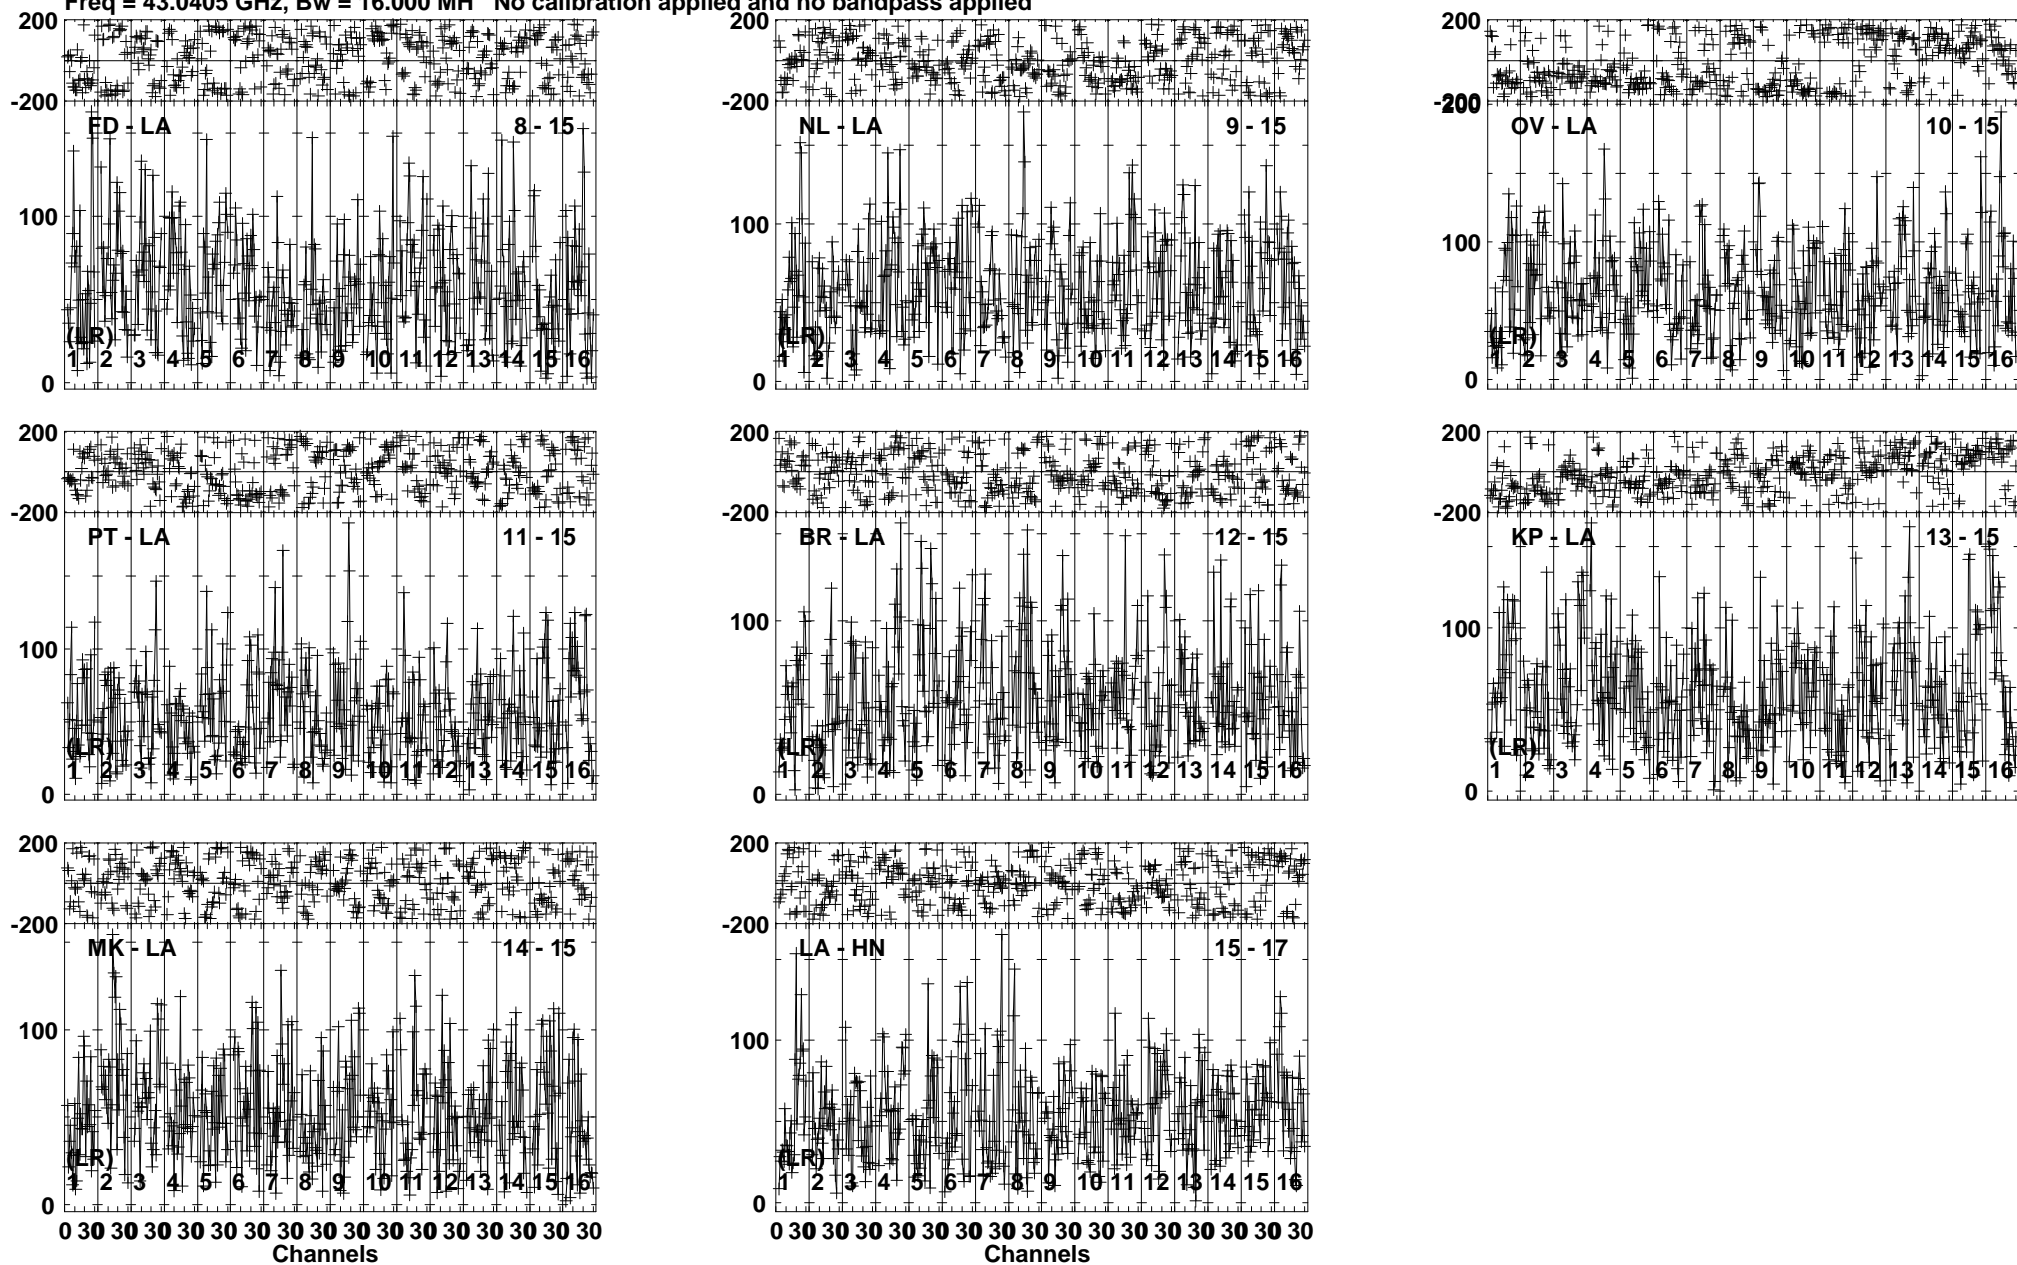 Freq = 43.0405 GHz, Bw = 16.000 MH No calibration applied and no bandpass applied
200
-200
FD - LA 8 - 15
100
(LR)
1 2 3 4 5 6 7 8 9 10 11 12 13 14 15 16
0
200
-200
NL - LA 9 - 15
100
(LR)
1 2 3 4 5 6 7 8 9 10 11 12 13 14 15 16
0
200
-200
200
OV - LA 10 - 15
100
(LR)
1 2 3 4 5 6 7 8 9 10 11 12 13 14 15 16
0
200
-200
PT - LA 11 - 15
100
(LR)
1 2 3 4 5 6 7 8 9 10 11 12 13 14 15 16
0
200
-200
BR - LA 12 - 15
100
(LR)
1 2 3 4 5 6 7 8 9 10 11 12 13 14 15 16
0
200
-200
KP - LA 13 - 15
100
(LR)
1 2 3 4 5 6 7 8 9 10 11 12 13 14 15 16
0
200
-200
MK - LA 14 - 15
100
(LR)
1 2 3 4 5 6 7 8 9 10 11 12 13 14 15 16
0
0 30 30 30 30 30 30 30 30 30 30 30 30 30 30 30 30
Channels
200
-200
LA - HN 15 - 17
100
(LR)
1 2 3 4 5 6 7 8 9 10 11 12 13 14 15 16
0
0 30 30 30 30 30 30 30 30 30 30 30 30 30 30 30 30
Channels